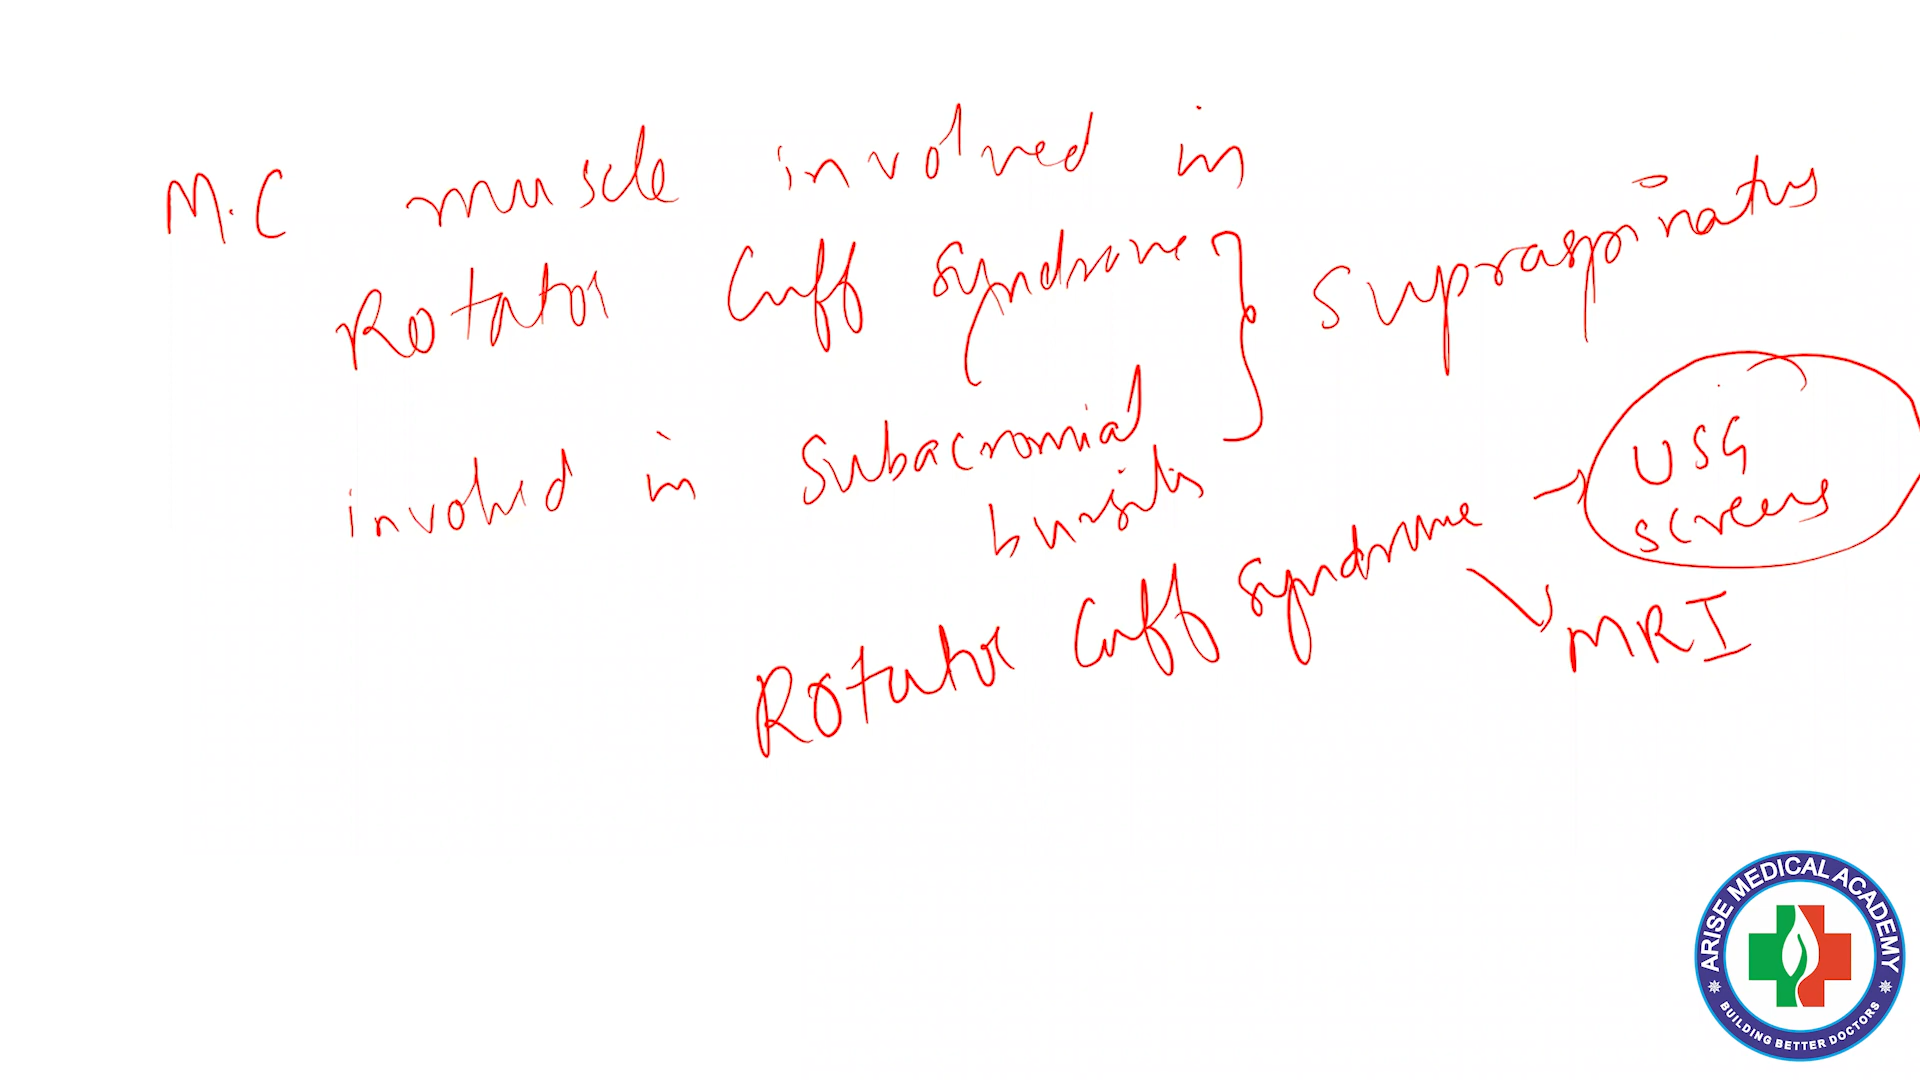 M.C muscle involved in
Rotator Cuff syndrome } Supraspinatus
involved in Subacromial
bursitis
Rotator Cuff syndrome → USG
screens
MRI
ARISE MEDICAL ACADEMY
BUILDING BETTER DOCTORS